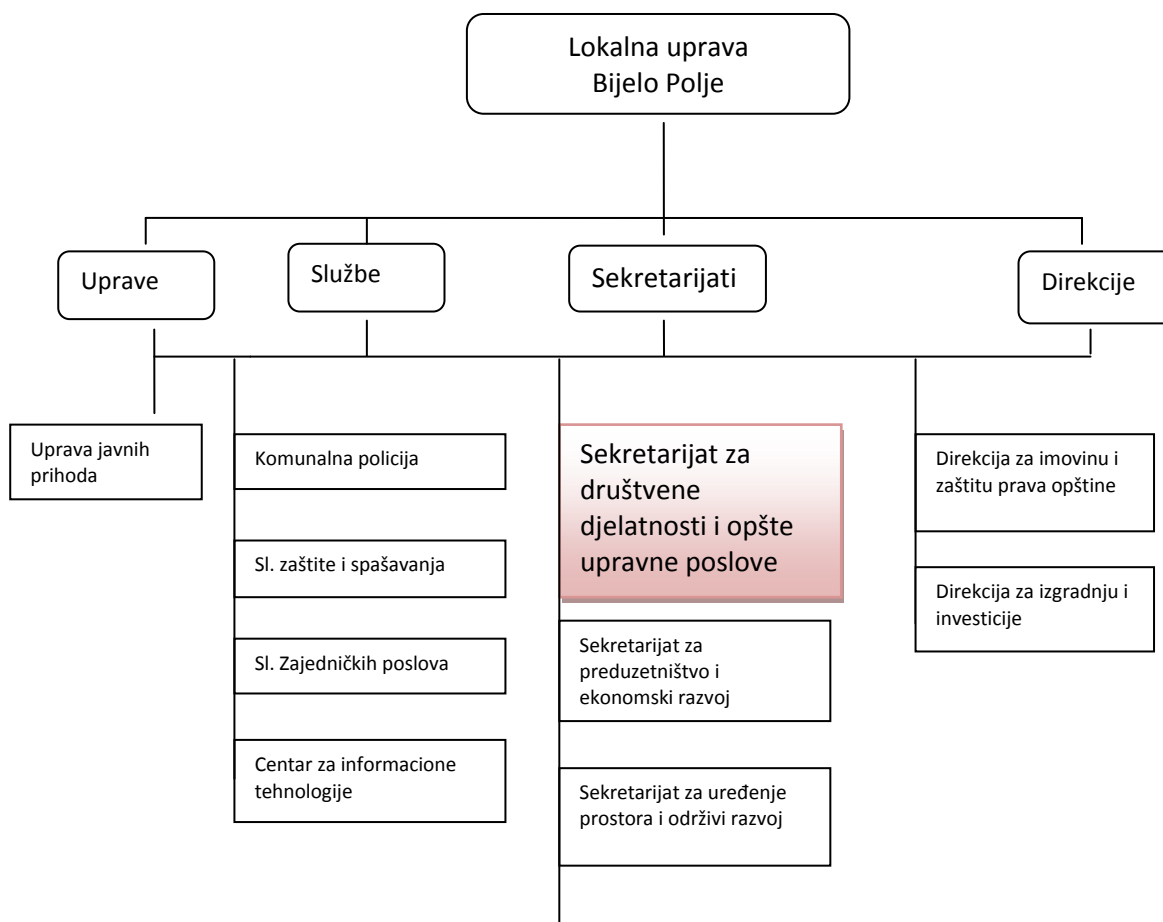 Lokalna uprava
Bijelo Polje
Uprave
Službe
Sekretarijati
Direkcije
Uprava javnih
prihoda
Komunalna policija
Sl. zaštite i spašavanja
Sl. Zajedničkih poslova
Centar za informacione
tehnologije
Sekretarijat za
društvene
djelatnosti i opšte
upravne poslove
Sekretarijat za
preduzetništvo i
ekonomski razvoj
Sekretarijat za uređenje
prostora i održivi razvoj
Direkcija za imovinu i
zaštitu prava opštine
Direkcija za izgradnju i
investicije